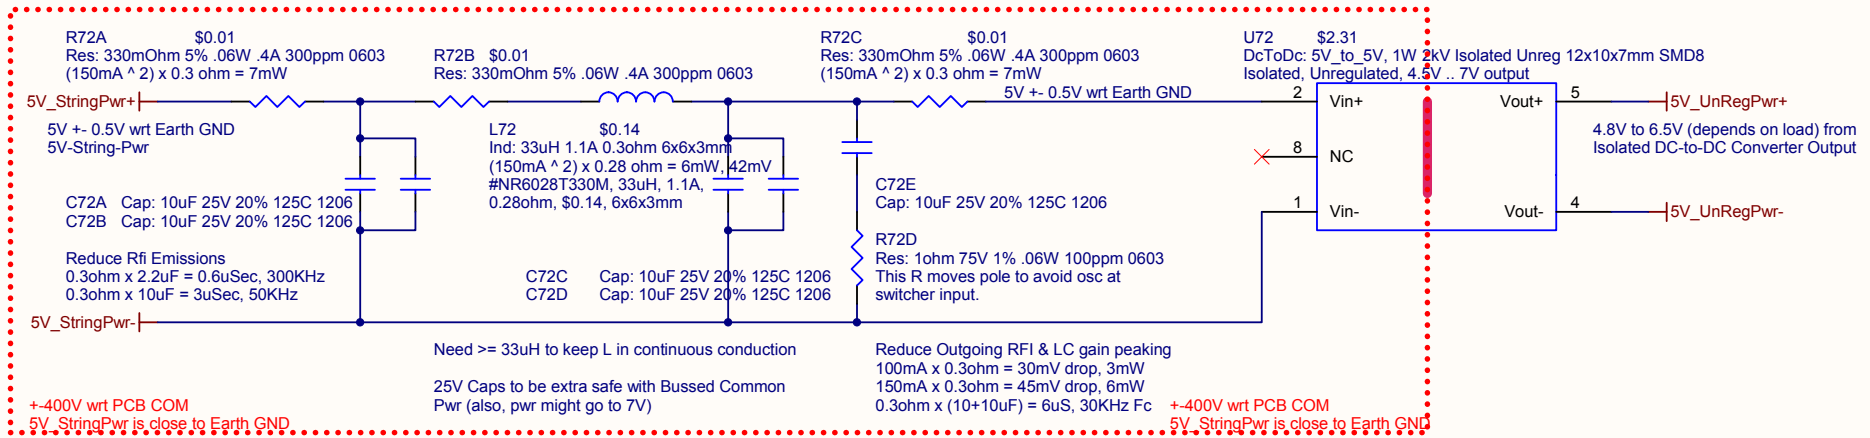 R72A $0.01
Res: 330mOhm 5% .06W .4A 300ppm 0603
(150mA ^ 2) x 0.3 ohm = 7mW
R72B $0.01
Res: 330mOhm 5% .06W .4A 300ppm 0603
R72C $0.01
Res: 330mOhm 5% .06W .4A 300ppm 0603
(150mA ^ 2) x 0.3 ohm = 7mW
U72 $2.31
DcToDc: 5V_to_5V, 1W 2kV Isolated Unreg 12x10x7mm SMD8
Isolated, Unregulated, 4.5V .. 7V output
5V_StringPwr+
5V +- 0.5V wrt Earth GND
5V-String-Pwr
5V +- 0.5V wrt Earth GND
2 Vin+
8 NC
1 Vin-
Vout+ 5
Vout- 4
5V_UnRegPwr+
4.8V to 6.5V (depends on load) from
Isolated DC-to-DC Converter Output
5V_UnRegPwr-
L72 $0.14
Ind: 33uH 1.1A 0.3ohm 6x6x3mm
(150mA ^ 2) x 0.28 ohm = 6mW, 42mV
#NR6028T330M, 33uH, 1.1A,
0.28ohm, $0.14, 6x6x3mm
C72A Cap: 10uF 25V 20% 125C 1206
C72B Cap: 10uF 25V 20% 125C 1206
C72E
Cap: 10uF 25V 20% 125C 1206
R72D
Res: 1ohm 75V 1% .06W 100ppm 0603
This R moves pole to avoid osc at
switcher input.
Reduce Rfi Emissions
0.3ohm x 2.2uF = 0.6uSec, 300KHz
0.3ohm x 10uF = 3uSec, 50KHz
C72C Cap: 10uF 25V 20% 125C 1206
C72D Cap: 10uF 25V 20% 125C 1206
5V_StringPwr-
Need >= 33uH to keep L in continuous conduction
25V Caps to be extra safe with Bussed Common
Pwr (also, pwr might go to 7V)
Reduce Outgoing RFI & LC gain peaking
100mA x 0.3ohm = 30mV drop, 3mW
150mA x 0.3ohm = 45mV drop, 6mW
0.3ohm x (10+10uF) = 6uS, 30KHz Fc
+-400V wrt PCB COM
5V_StringPwr is close to Earth GND
+-400V wrt PCB COM
5V_StringPwr is close to Earth GND